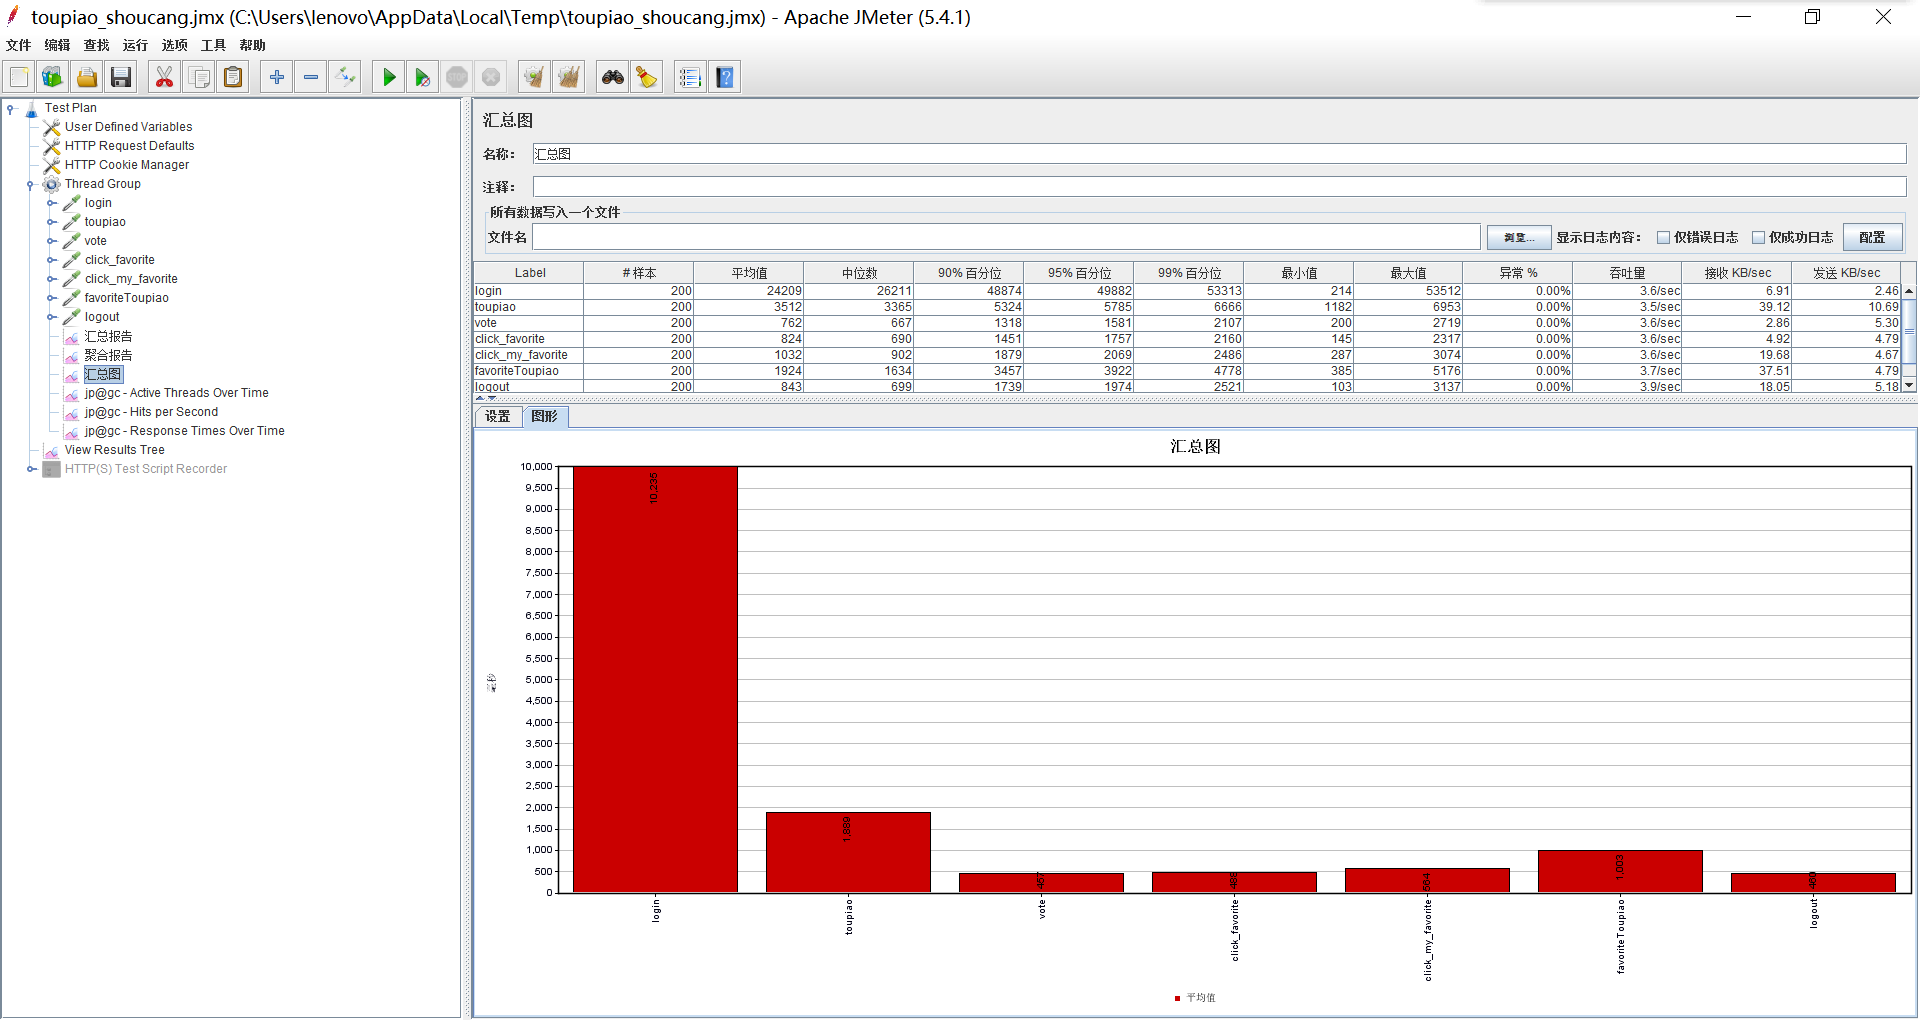 toupiao_shoucang.jmx (C:\Users\lenovo\AppData\Local\Temp\toupiao_shoucang.jmx) - Apache JMeter (5.4.1)
文件 编辑 查找 运行 选项 工具 帮助
Test Plan
User Defined Variables
HTTP Request Defaults
HTTP Cookie Manager
Thread Group
login
toupiao
vote
click_favorite
click_my_favorite
favoriteToupiao
logout
汇总报告
聚合报告
汇总图
jp@gc - Active Threads Over Time
jp@gc - Hits per Second
jp@gc - Response Times Over Time
View Results Tree
HTTP(S) Test Script Recorder
汇总图
名称： 汇总图
注释：
所有数据写入一个文件
文件名 浏览... 显示日志内容： 仅错误日志 仅成功日志 配置
Label # 样本 平均值 中位数 90% 百分位 95% 百分位 99% 百分位 最小值 最大值 异常 % 吞吐量 接收 KB/sec 发送 KB/sec
login 200 24209 26211 48874 49882 53313 214 53512 0.00% 3.6/sec 6.91 2.46
toupiao 200 3512 3365 5324 5785 6666 1182 6953 0.00% 3.5/sec 39.12 10.69
vote 200 762 667 1318 1581 2107 200 2719 0.00% 3.6/sec 2.86 5.30
click_favorite 200 824 690 1451 1757 2160 145 2317 0.00% 3.6/sec 4.92 4.79
click_my_favorite 200 1032 902 1879 2069 2486 287 3074 0.00% 3.6/sec 19.68 4.67
favoriteToupiao 200 1924 1634 3457 3922 4778 385 5176 0.00% 3.7/sec 37.51 4.79
logout 200 843 699 1739 1974 2521 103 3137 0.00% 3.9/sec 18.05 5.18
设置 图形
汇总图
毫秒
10,000
9,500
9,000
8,500
8,000
7,500
7,000
6,500
6,000
5,500
5,000
4,500
4,000
3,500
3,000
2,500
2,000
1,500
1,000
500
0
10,235
1,889
467
1,003
login
toupiao
vote
click_favorite
click_my_favorite
favoriteToupiao
logout
平均值